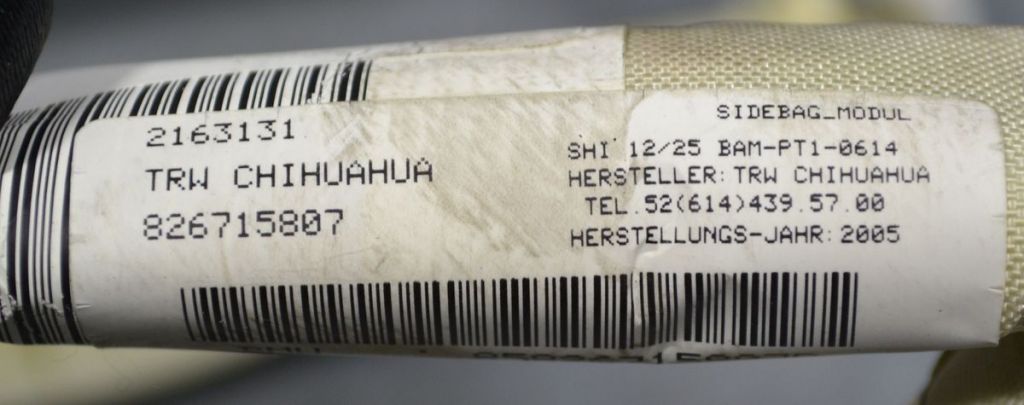 2163131
TRW CHIHUAHUA
826715807
SIDEBAG_MODUL
SHI 12/25 BAM-PT1-0614
HERSTELLER: TRW CHIHUAHUA
TEL.52(614)439.57.00
HERSTELLUNGS-JAHR: 2005